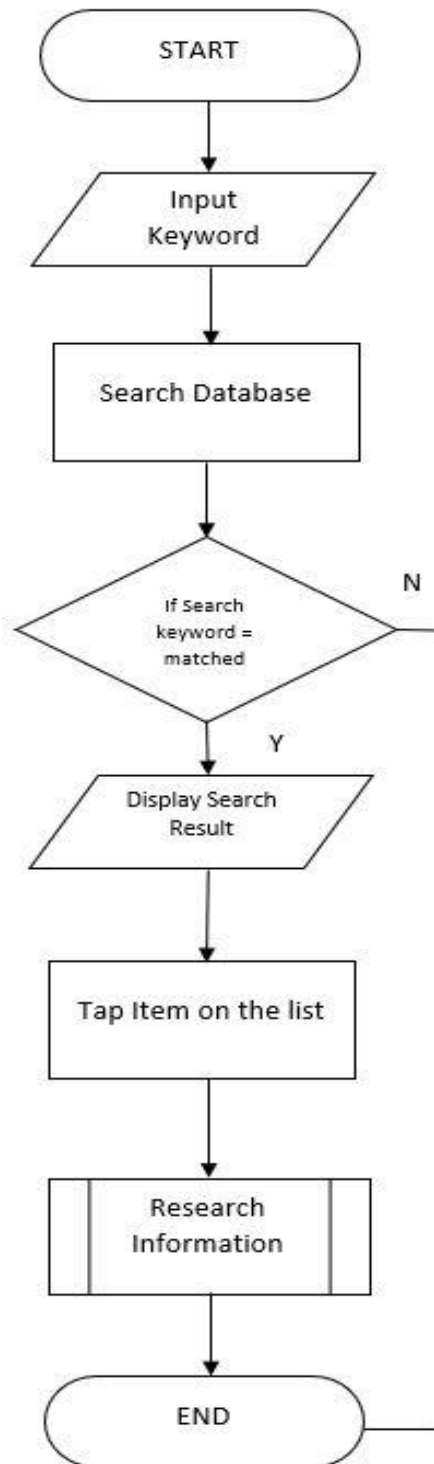 START
Input
Keyword
Search Database
If Search
keyword =
matched
N
Y
Display Search
Result
Tap Item on the list
Research
Information
END